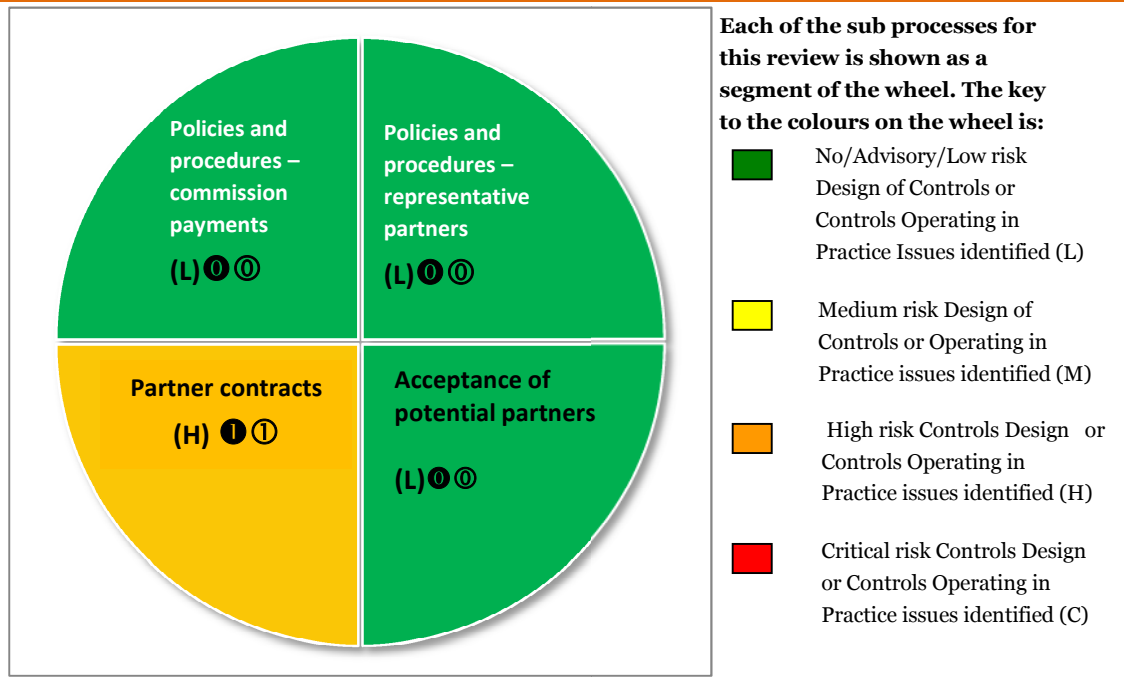 Policies and
procedures –
commission
payments
(L)⓿⓪
Policies and
procedures –
representative
partners
(L)⓿⓪
Partner contracts
(H) ❶①
Acceptance of
potential partners
(L)⓿⓪
Each of the sub processes for
this review is shown as a
segment of the wheel. The key
to the colours on the wheel is:
No/Advisory/Low risk
Design of Controls or
Controls Operating in
Practice Issues identified (L)
Medium risk Design of
Controls or Operating in
Practice issues identified (M)
High risk Controls Design or
Controls Operating in
Practice issues identified (H)
Critical risk Controls Design
or Controls Operating in
Practice issues identified (C)